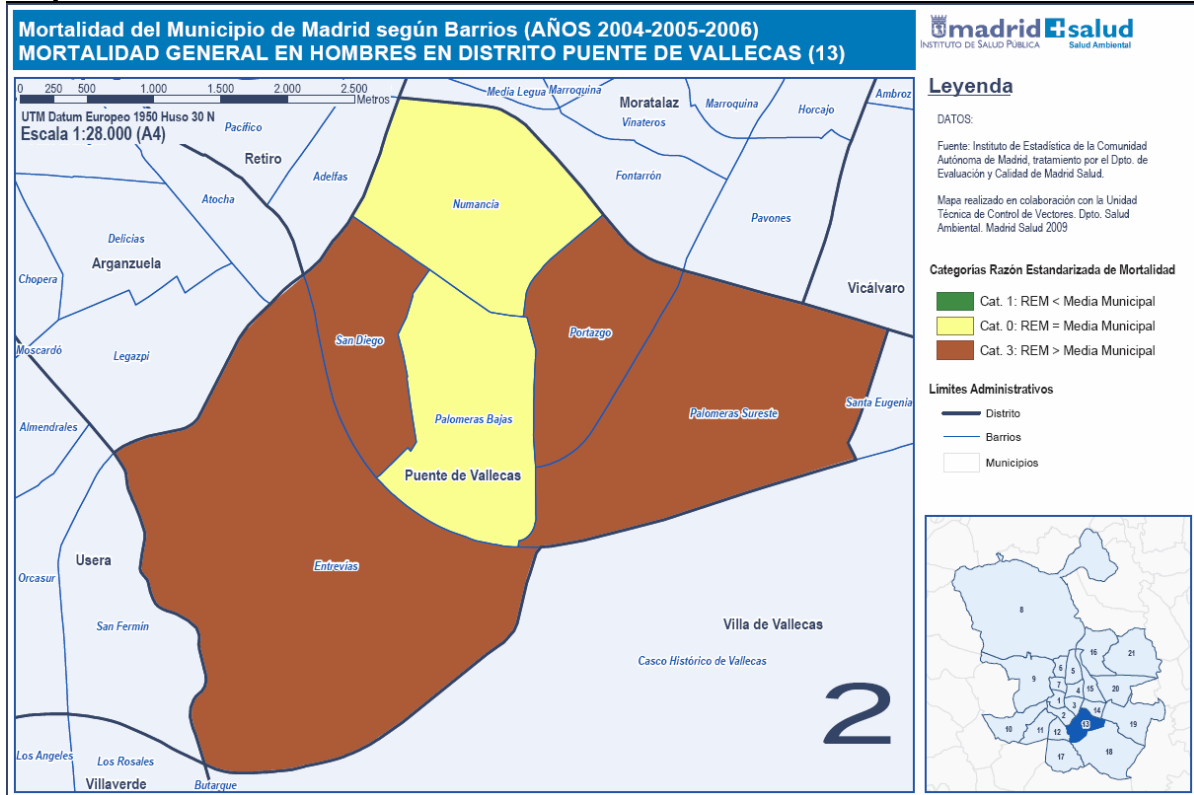 Mortalidad del Municipio de Madrid según Barrios (AÑOS 2004-2005-2006)
MORTALIDAD GENERAL EN HOMBRES EN DISTRITO PUENTE DE VALLECAS (13)
madrid salud
INSTITUTO DE SALUD PÚBLICA
Salud Ambiental
0 250 500 1.000 1.500 2.000 2.500
Metros
UTM Datum Europeo 1950 Huso 30 N
Escala 1:28.000 (A4)
Pacífico
Retiro
Adelfas
Atocha
Delicias
Arganzuela
Chopera
Moscardó
Legazpi
Almendrales
Media Legua
Marroquina
Moratalaz
Vinateros
Marroquina
Horcajo
Ambroz
Fontarrón
Pavones
Vicálvaro
Numancia
San Diego
Portazgo
Palomeras Bajas
Palomeras Sureste
Santa Eugenia
Puente de Vallecas
Entrevías
Usera
Orcasur
San Fermín
Villa de Vallecas
Casco Histórico de Vallecas
Los Angeles
Los Rosales
Villaverde
Butarque
2
Leyenda
DATOS:
Fuente: Instituto de Estadística de la Comunidad
Autónoma de Madrid, tratamiento por el Dpto. de
Evaluación y Calidad de Madrid Salud.
Mapa realizado en colaboración con la Unidad
Técnica de Control de Vectores. Dpto. Salud
Ambiental. Madrid Salud 2009
Categorías Razón Estandarizada de Mortalidad
Cat. 1: REM < Media Municipal
Cat. 0: REM = Media Municipal
Cat. 3: REM > Media Municipal
Límites Administrativos
Distrito
Barrios
Municipios
8
16
21
6
5
9
7
4
15
20
1
3
14
2
13
19
10
11
12
17
18